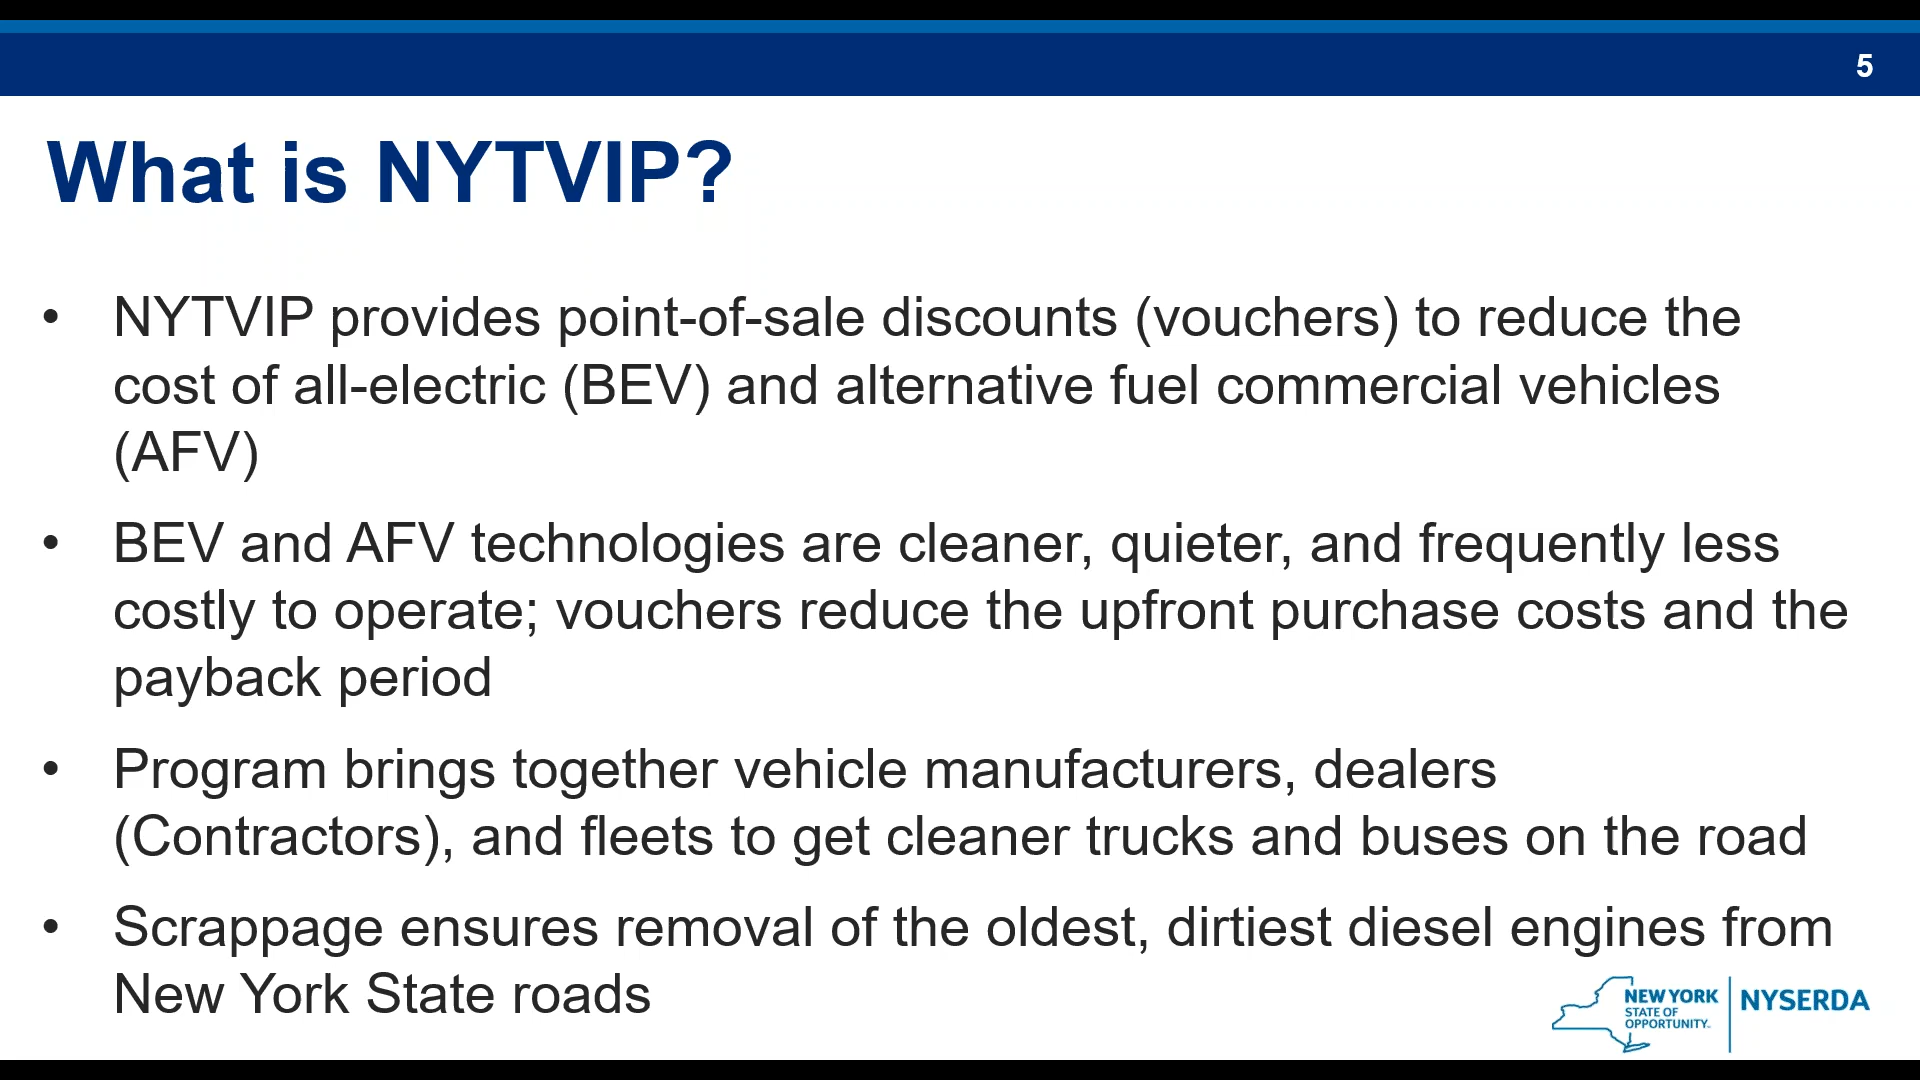 5
What is NYTVIP?
• NYTVIP provides point-of-sale discounts (vouchers) to reduce the
cost of all-electric (BEV) and alternative fuel commercial vehicles
(AFV)
• BEV and AFV technologies are cleaner, quieter, and frequently less
costly to operate; vouchers reduce the upfront purchase costs and the
payback period
• Program brings together vehicle manufacturers, dealers
(Contractors), and fleets to get cleaner trucks and buses on the road
• Scrappage ensures removal of the oldest, dirtiest diesel engines from
New York State roads
NEW YORK
STATE OF
OPPORTUNITY.
NYSERDA